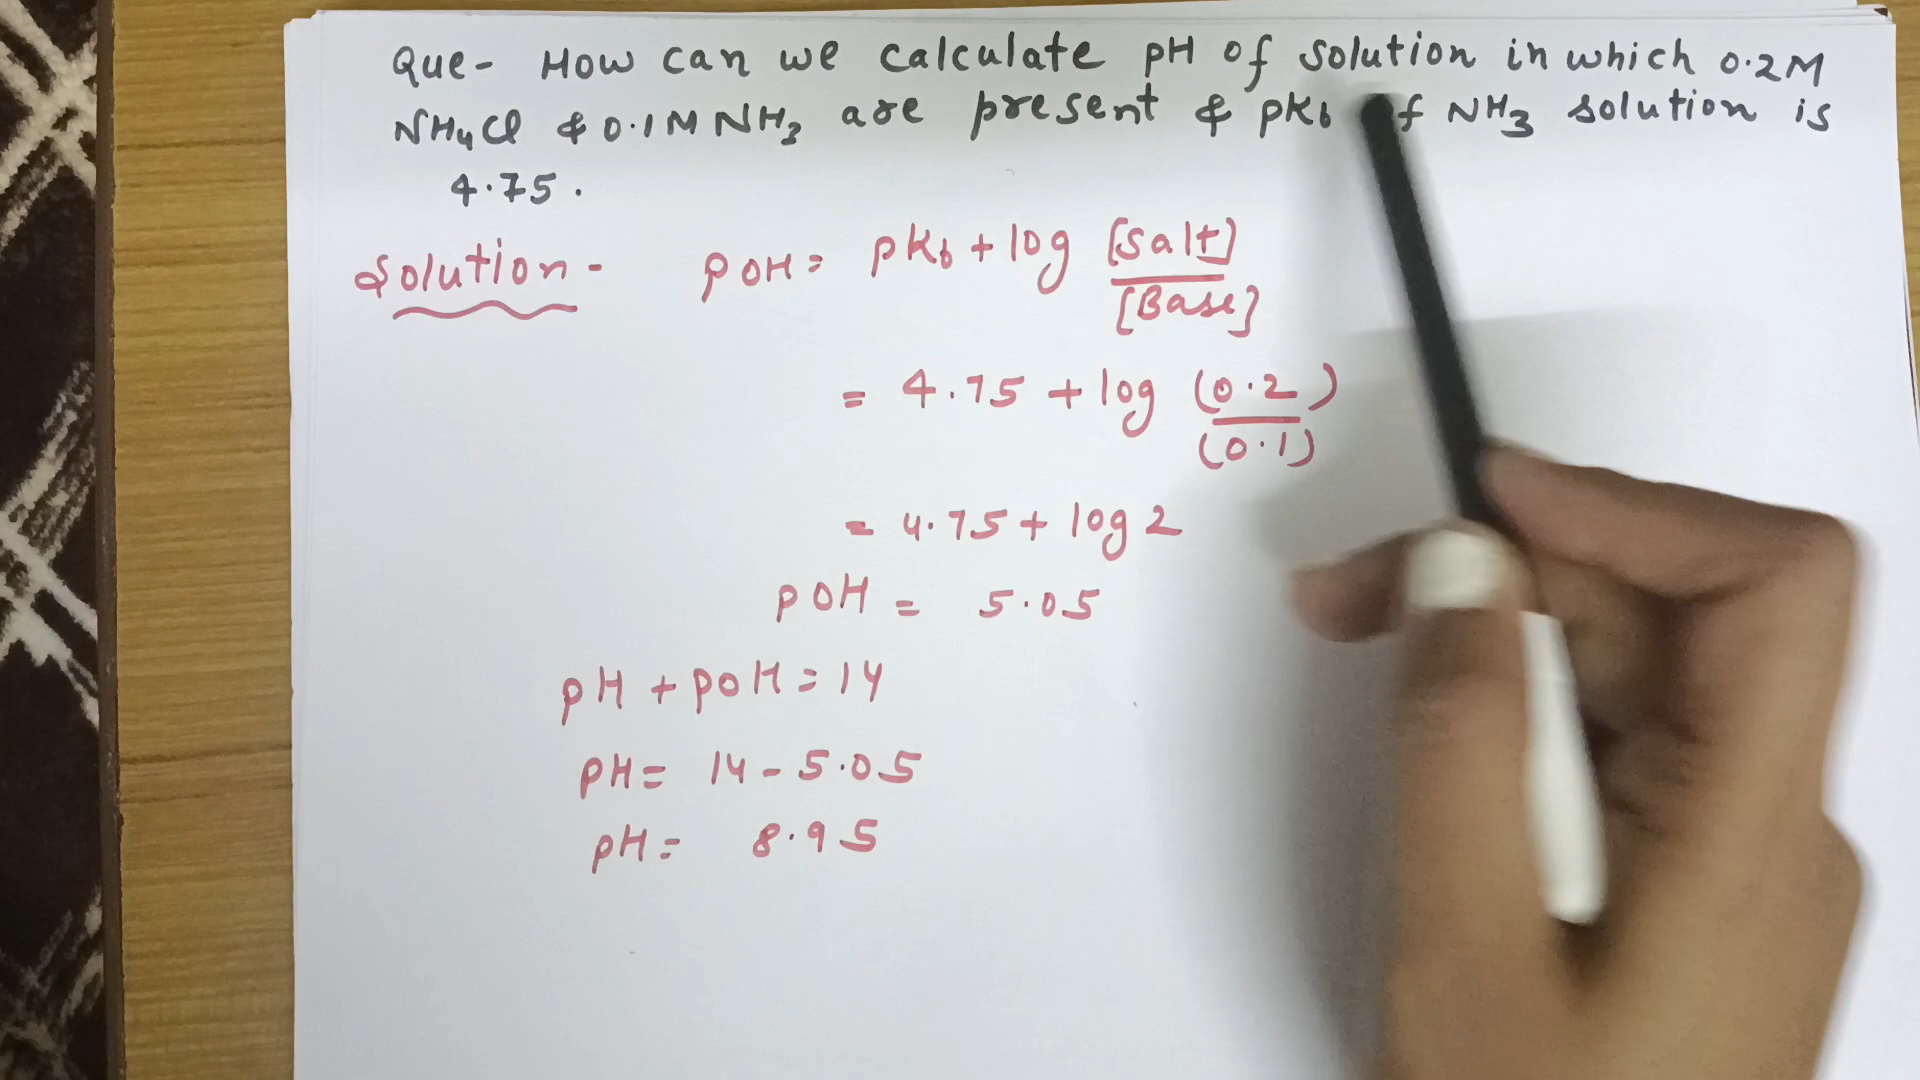 Que- How can we calculate pH of solution in which 0.2M
NH4Cl & 0.1M NH3 are present & pKb of NH3 solution is
4.75.
Solution- pOH = pKb + log [Salt]/[Base]
= 4.75 + log (0.2)/(0.1)
= 4.75 + log 2
pOH = 5.05
pH + pOH = 14
pH = 14 - 5.05
pH = 8.95